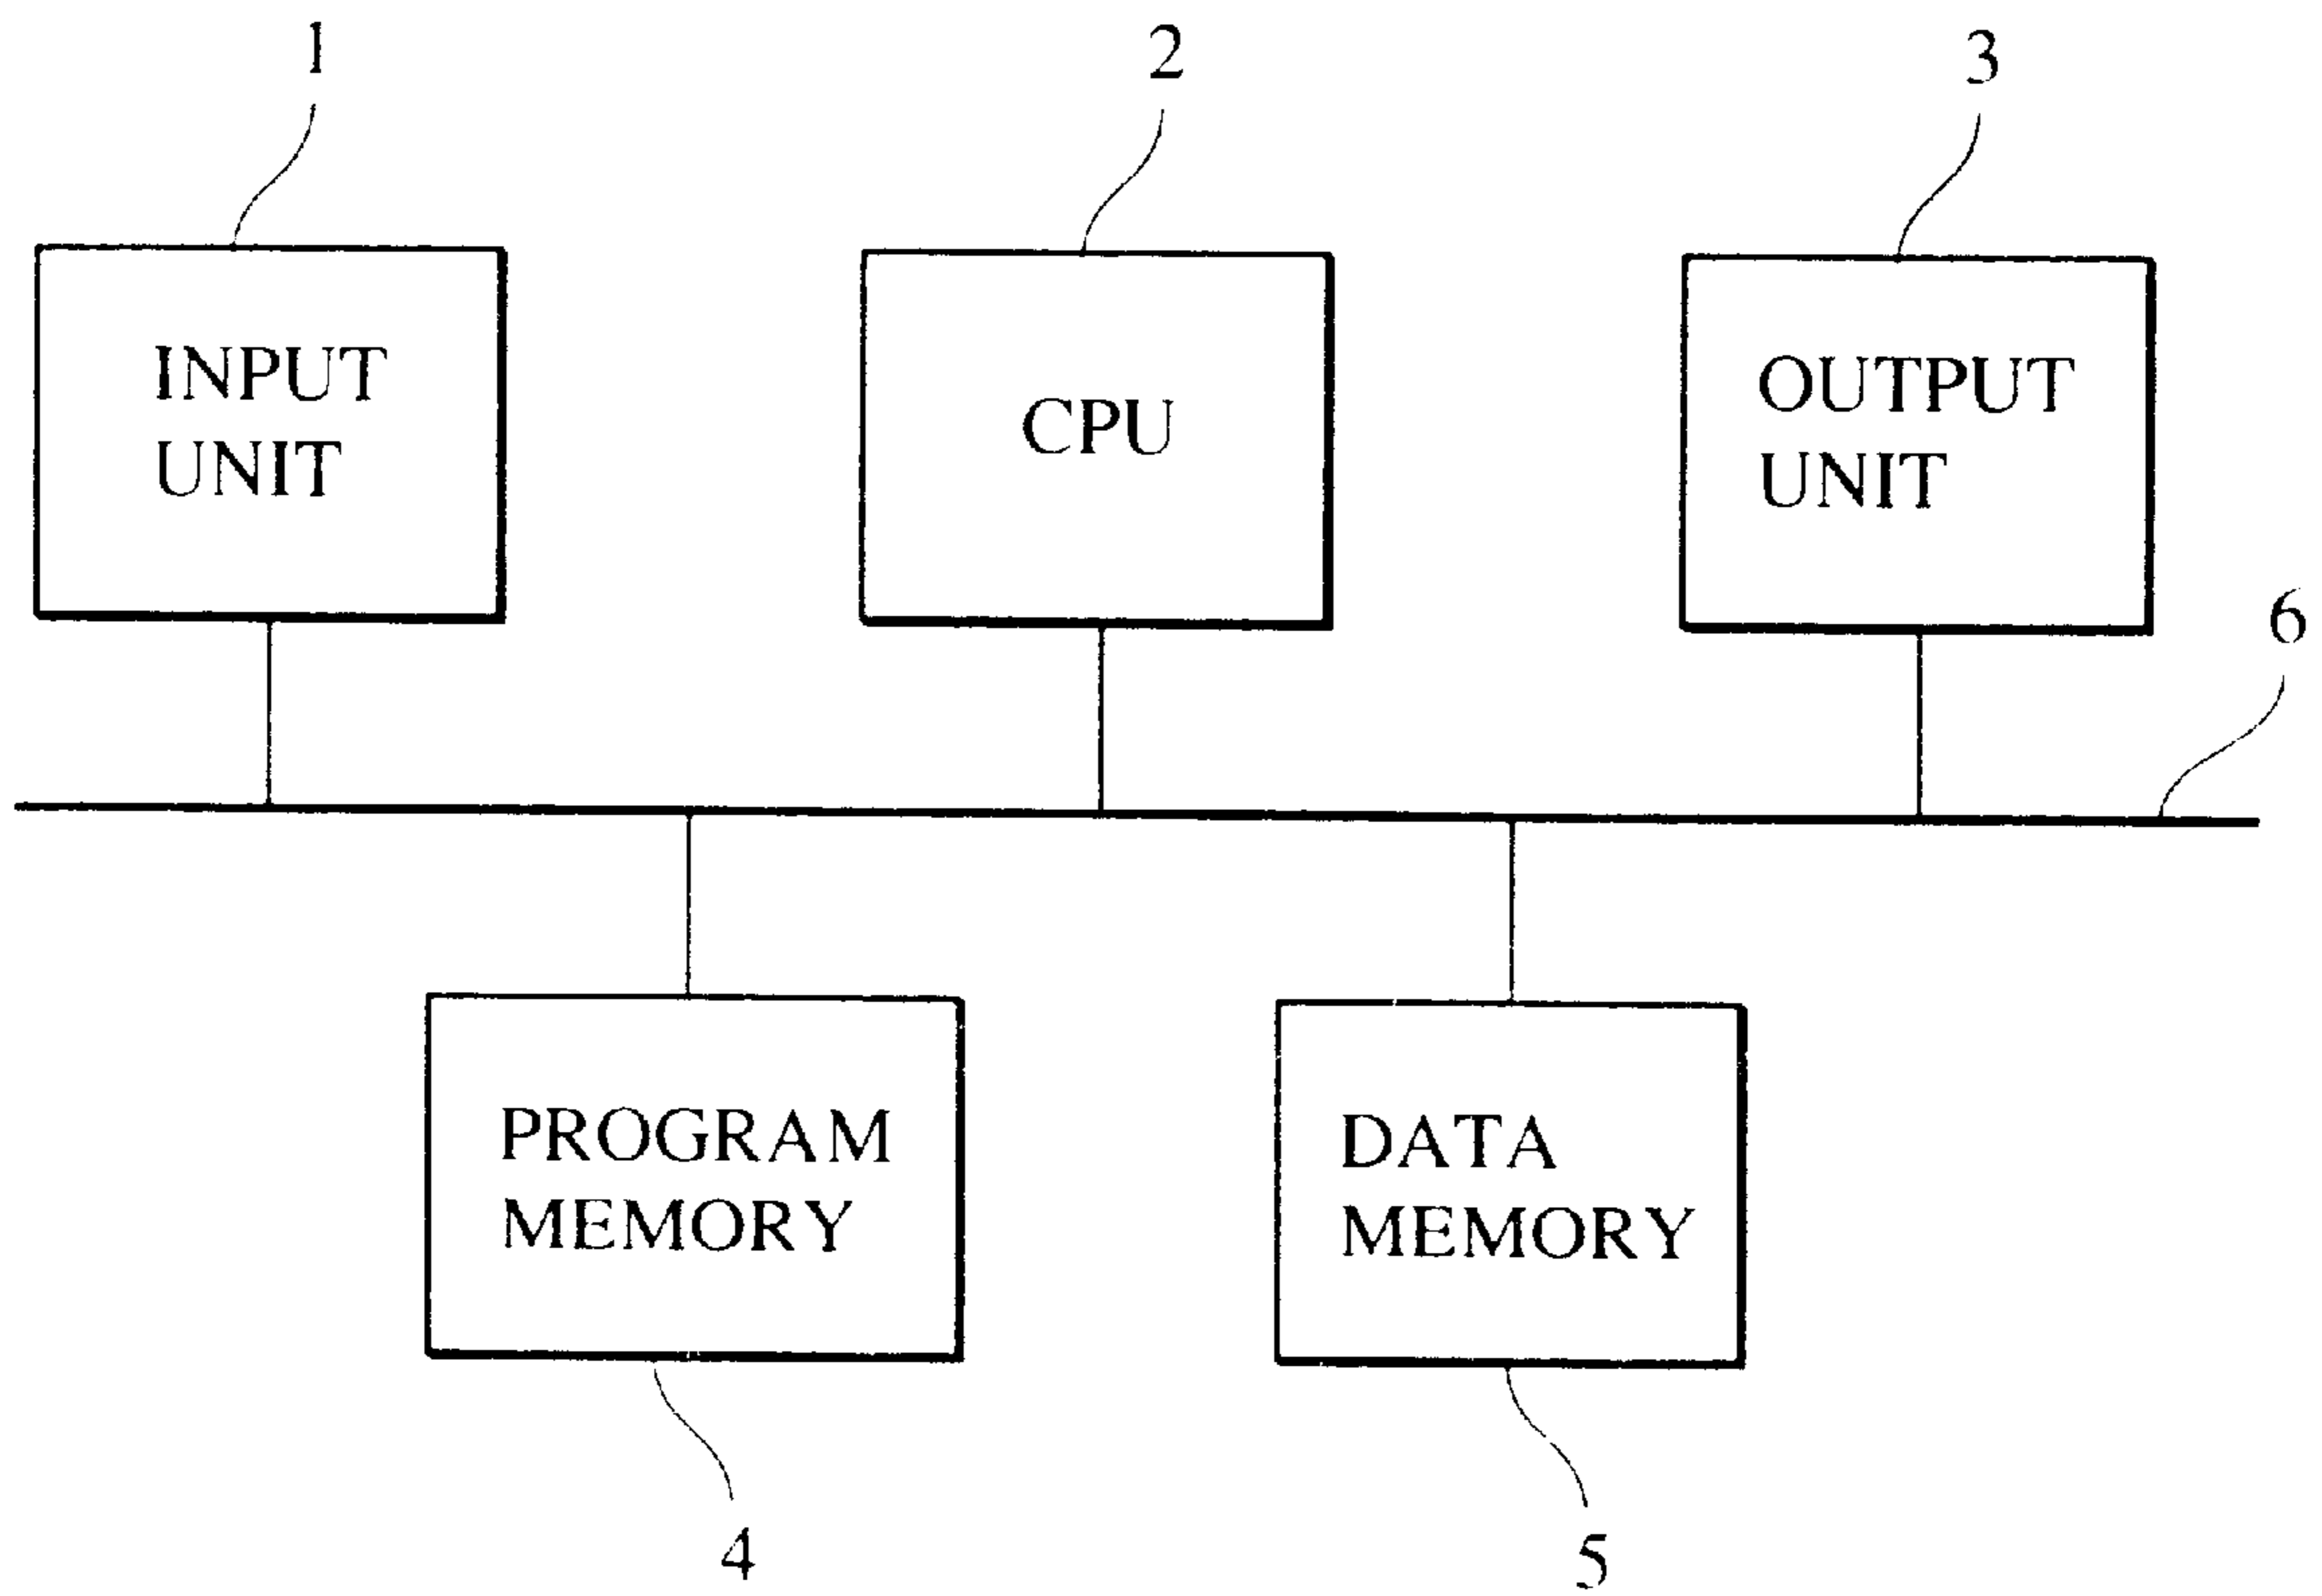 1
2
3
INPUT
UNIT
CPU
OUTPUT
UNIT
6
PROGRAM
MEMORY
DATA
MEMORY
4
5